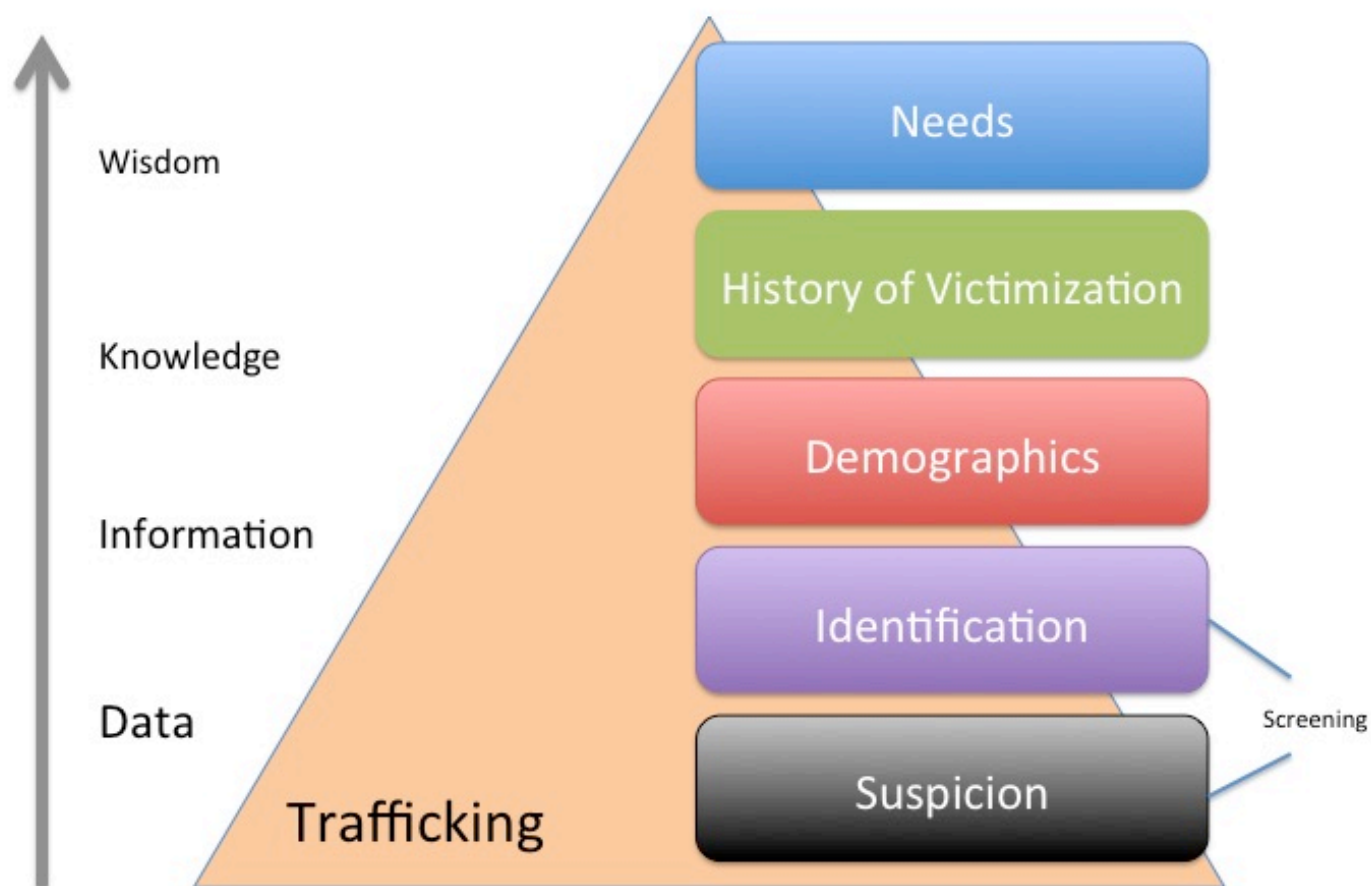 Wisdom
Knowledge
Information
Data
Trafficking
Needs
History of Victimization
Demographics
Identification
Suspicion
Screening